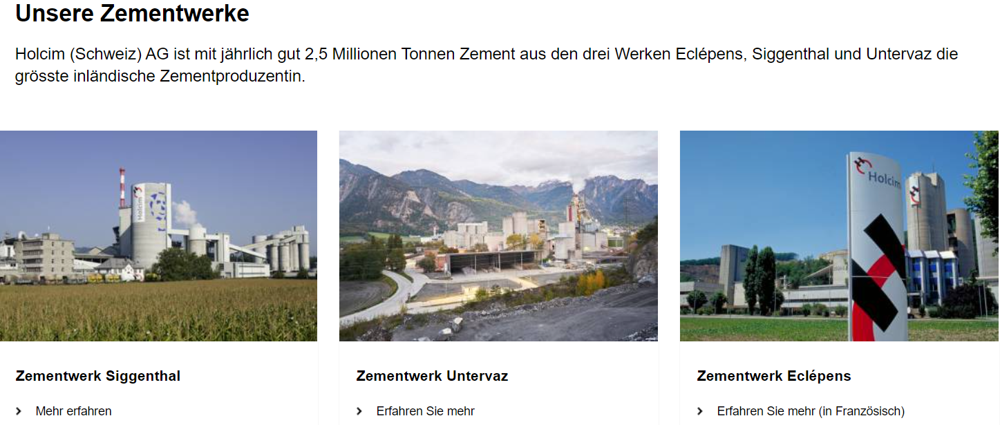 Unsere Zementwerke
Holcim (Schweiz) AG ist mit jährlich gut 2,5 Millionen Tonnen Zement aus den drei Werken Eclépens, Siggenthal und Untervaz die
grösste inländische Zementproduzentin.
Holcim
Holcim
Zementwerk Siggenthal
Zementwerk Untervaz
Zementwerk Eclépens
Mehr erfahren
Erfahren Sie mehr
Erfahren Sie mehr (in Französisch)